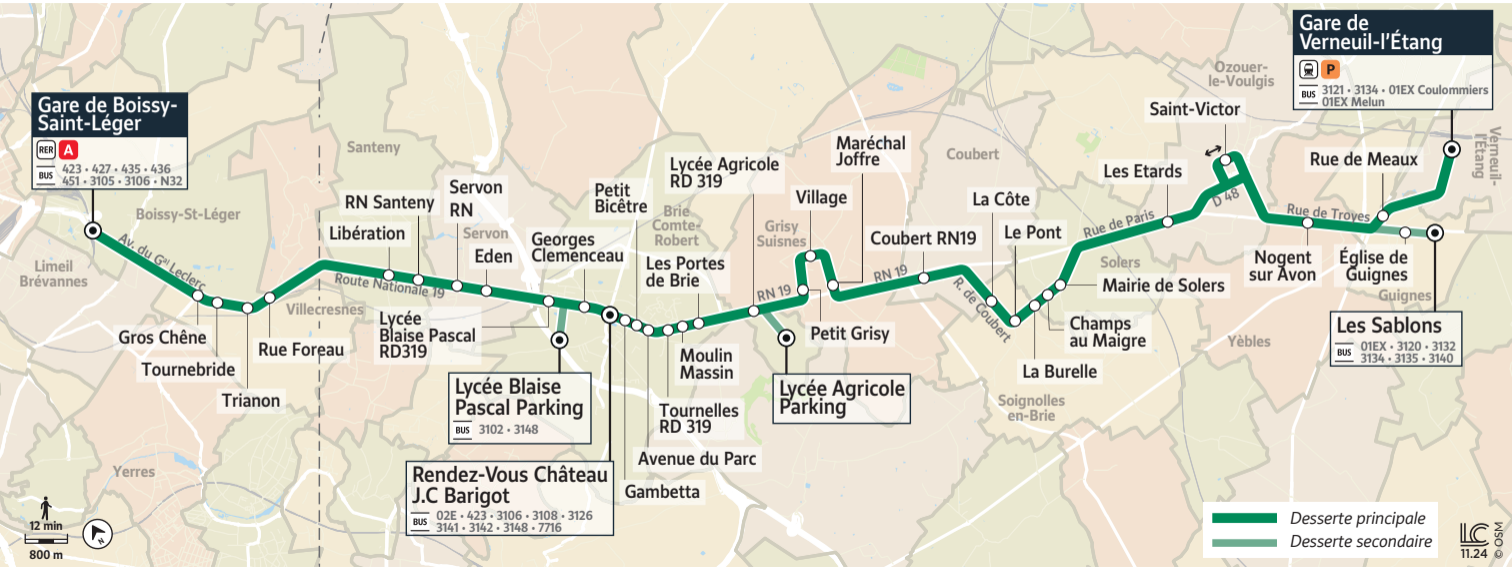 Gare de Boissy-
Saint-Léger
RER A
BUS
423 • 427 • 435 • 436
451 • 3105 • 3106 • N32
Limeil
Brévannes
Boissy-St-Léger
Av. du Gal Leclerc
Gros Chêne
Tournebride
Trianon
Rue Foreau
Villecresnes
Yerres
Santeny
Route Nationale 19
Libération
RN Santeny
Servon
RN
Servon
Eden
Lycée
Blaise Pascal
RD319
Georges
Clemenceau
Lycée Blaise
Pascal Parking
BUS
3102 • 3148
Rendez-Vous Château
J.C Barigot
BUS
02E • 423 • 3106 • 3108 • 3126
3141 • 3142 • 3148 • 7716
Gambetta
Petit
Bicêtre
Avenue du Parc
Brie
Comte-
Robert
Tournelles
RD 319
Moulin
Massin
Les Portes
de Brie
Lycée Agricole
RD 319
Lycée Agricole
Parking
RN 19
Grisy
Suisnes
Petit Grisy
Village
Maréchal
Joffre
RN 19
Coubert RN19
Coubert
R. de Coubert
La Côte
Le Pont
La Burelle
Champs
au Maigre
Mairie de Solers
Soignolles
en-Brie
Solers
Rue de Paris
Les Etards
Saint-Victor
D 48
Ozouer-
le-Voulgis
Yèbles
Rue de Troyes
Nogent
sur Avon
Église de
Guignes
Guignes
Rue de Meaux
Les Sablons
BUS
01EX • 3120 • 3132
3134 • 3135 • 3140
Gare de
Verneuil-l'Étang
P
BUS
3121 • 3134 • 01EX Coulommiers
01EX Melun
Verneuil-
l'Étang
12 min
800 m
N
Desserte principale
Desserte secondaire
LC
11.24
© OSM